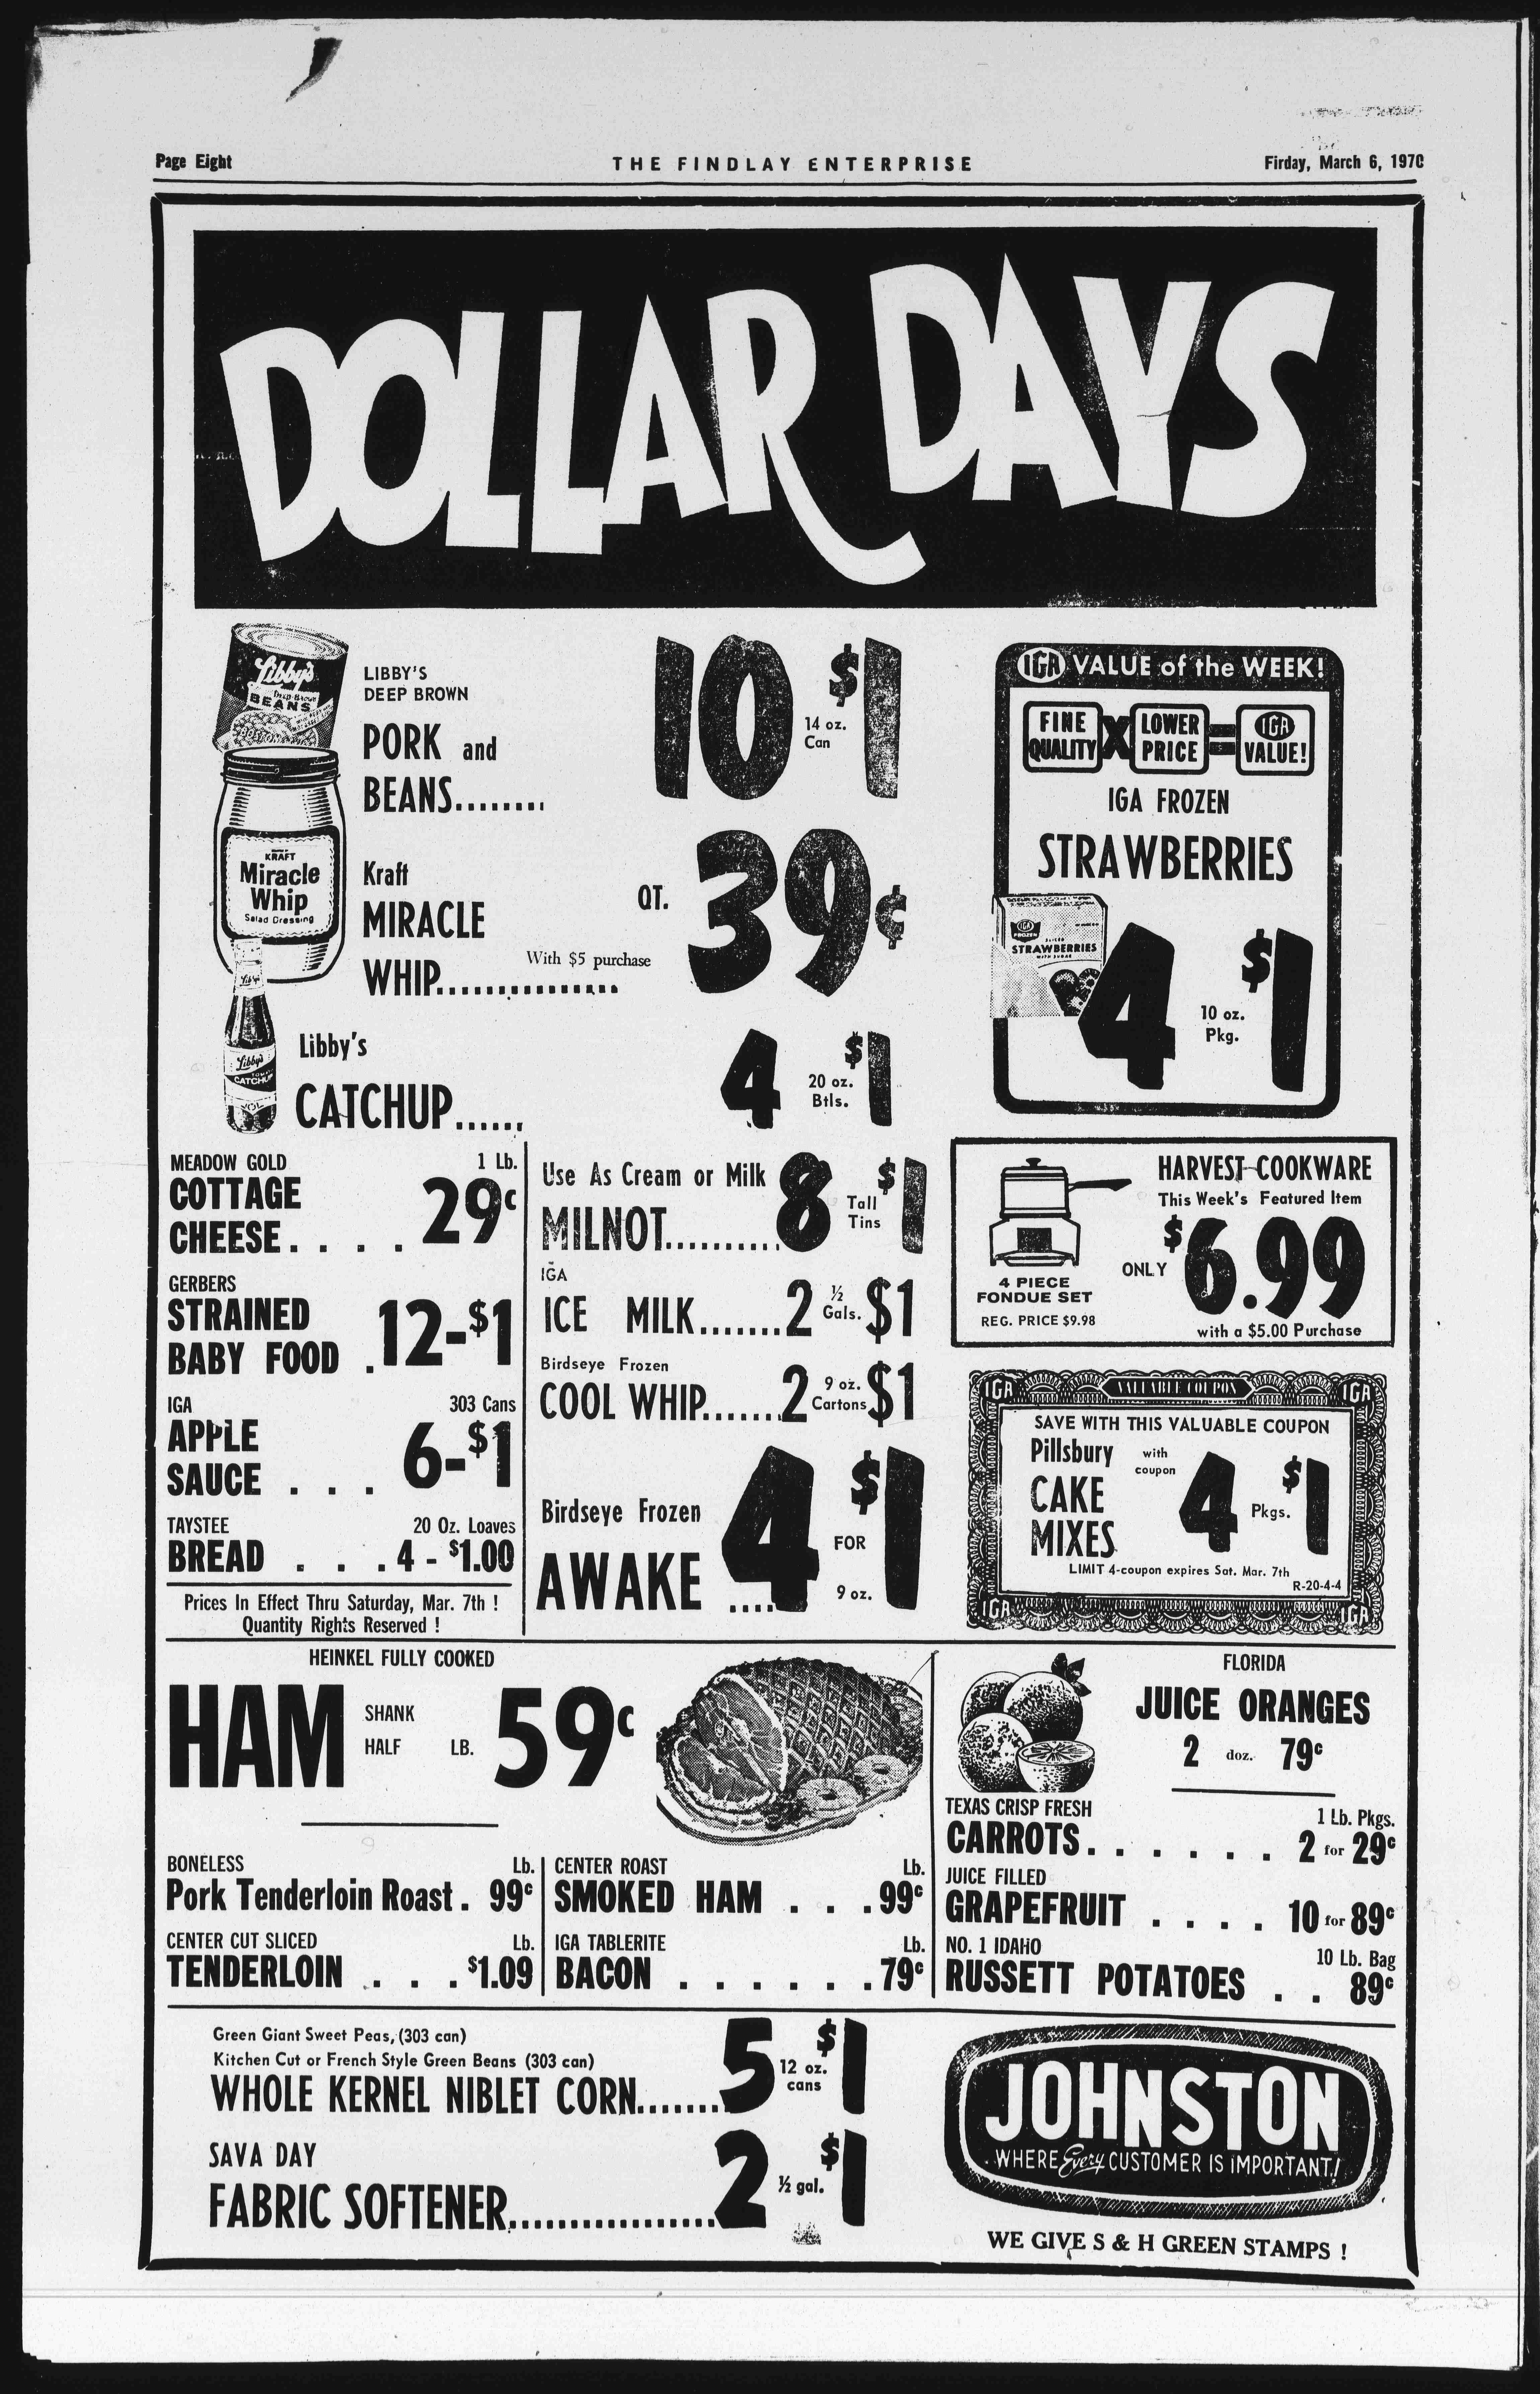 Page Eight
THE FINDLAY ENTERPRISE
Firday, March 6, 1970
DOLLAR DAYS
Libby's
DEEP BROWN
BEANS
LIBBY'S
DEEP BROWN
PORK and
BEANS........
10 $1
14 oz.
Can
KRAFT
Miracle
Whip
Salad Dressing
Kraft
MIRACLE
WHIP................
With $5 purchase
QT. 39¢
Libby's
CATCHUP
Libby's
CATCHUP......
4 $1
20 oz.
Btls.
IGA VALUE of the WEEK!
FINE QUALITY X LOWER PRICE = IGA VALUE!
IGA FROZEN
STRAWBERRIES
IGA
FROZEN
SLICED
STRAWBERRIES
WITH SUGAR
4 $1
10 oz.
Pkg.
MEADOW GOLD 1 Lb.
COTTAGE
CHEESE. . . . 29¢
GERBERS
STRAINED
BABY FOOD . 12-$1
IGA 303 Cans
APPLE
SAUCE . . . 6-$1
TAYSTEE 20 Oz. Loaves
BREAD . . . 4 - $1.00
Prices In Effect Thru Saturday, Mar. 7th !
Quantity Rights Reserved !
Use As Cream or Milk
MILNOT.......... 8 Tall Tins $1
IGA
ICE MILK....... 2 ½ Gals. $1
Birdseye Frozen
COOL WHIP....... 2 9 oz. Cartons $1
Birdseye Frozen
AWAKE .... 4 FOR $1
9 oz.
HARVEST COOKWARE
This Week's Featured Item
ONLY $6.99
with a $5.00 Purchase
4 PIECE
FONDUE SET
REG. PRICE $9.98
IGA VALUABLE COUPON IGA
SAVE WITH THIS VALUABLE COUPON
Pillsbury
CAKE
MIXES
with
coupon
4 Pkgs. $1
LIMIT 4-coupon expires Sat. Mar. 7th
R-20-4-4
IGA IGA
HEINKEL FULLY COOKED
HAM SHANK HALF LB. 59¢
BONELESS Lb.
Pork Tenderloin Roast . 99¢
CENTER CUT SLICED Lb.
TENDERLOIN . . . $1.09
CENTER ROAST Lb.
SMOKED HAM . . . 99¢
IGA TABLERITE Lb.
BACON . . . . . . 79¢
FLORIDA
JUICE ORANGES
2 doz. 79¢
TEXAS CRISP FRESH 1 Lb. Pkgs.
CARROTS. . . . . . . 2 for 29¢
JUICE FILLED
GRAPEFRUIT . . . . 10 for 89¢
NO. 1 IDAHO 10 Lb. Bag
RUSSETT POTATOES . . 89¢
Green Giant Sweet Peas, (303 can)
Kitchen Cut or French Style Green Beans (303 can)
WHOLE KERNEL NIBLET CORN....... 5 12 oz. cans $1
SAVA DAY
FABRIC SOFTENER................. 2 ½ gal. $1
JOHNSTON
WHERE Every CUSTOMER IS IMPORTANT!
WE GIVE S & H GREEN STAMPS !